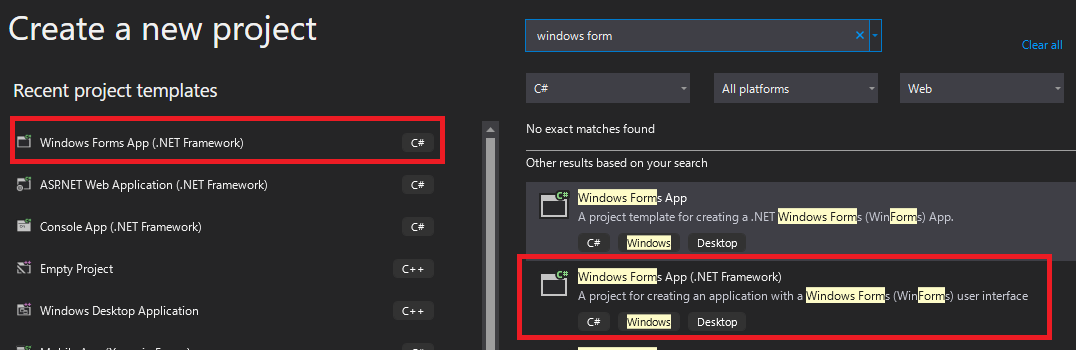 Create a new project
Recent project templates
Windows Forms App (.NET Framework) C#
ASP.NET Web Application (.NET Framework) C#
Console App (.NET Framework) C#
Empty Project C++
Windows Desktop Application C++
windows form
Clear all
C# All platforms Web
No exact matches found
Other results based on your search
Windows Forms App
A project template for creating a .NET Windows Forms (WinForms) App.
C# Windows Desktop
Windows Forms App (.NET Framework)
A project for creating an application with a Windows Forms (WinForms) user interface
C# Windows Desktop